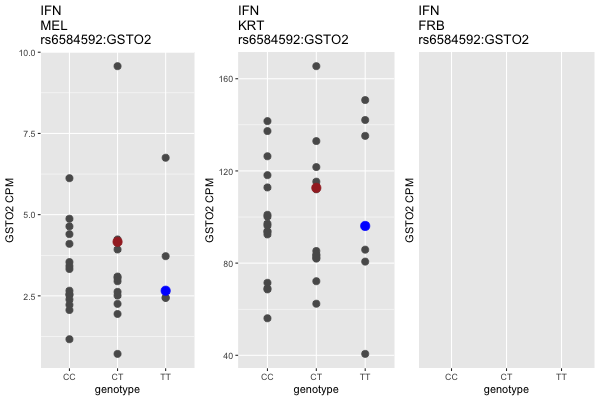 IFN
MEL
rs6584592:GSTO2
GSTO2 CPM
10.0
7.5
5.0
2.5
CC CT TT
genotype
IFN
KRT
rs6584592:GSTO2
GSTO2 CPM
160
120
80
40
CC CT TT
genotype
IFN
FRB
rs6584592:GSTO2
GSTO2 CPM
CC CT TT
genotype